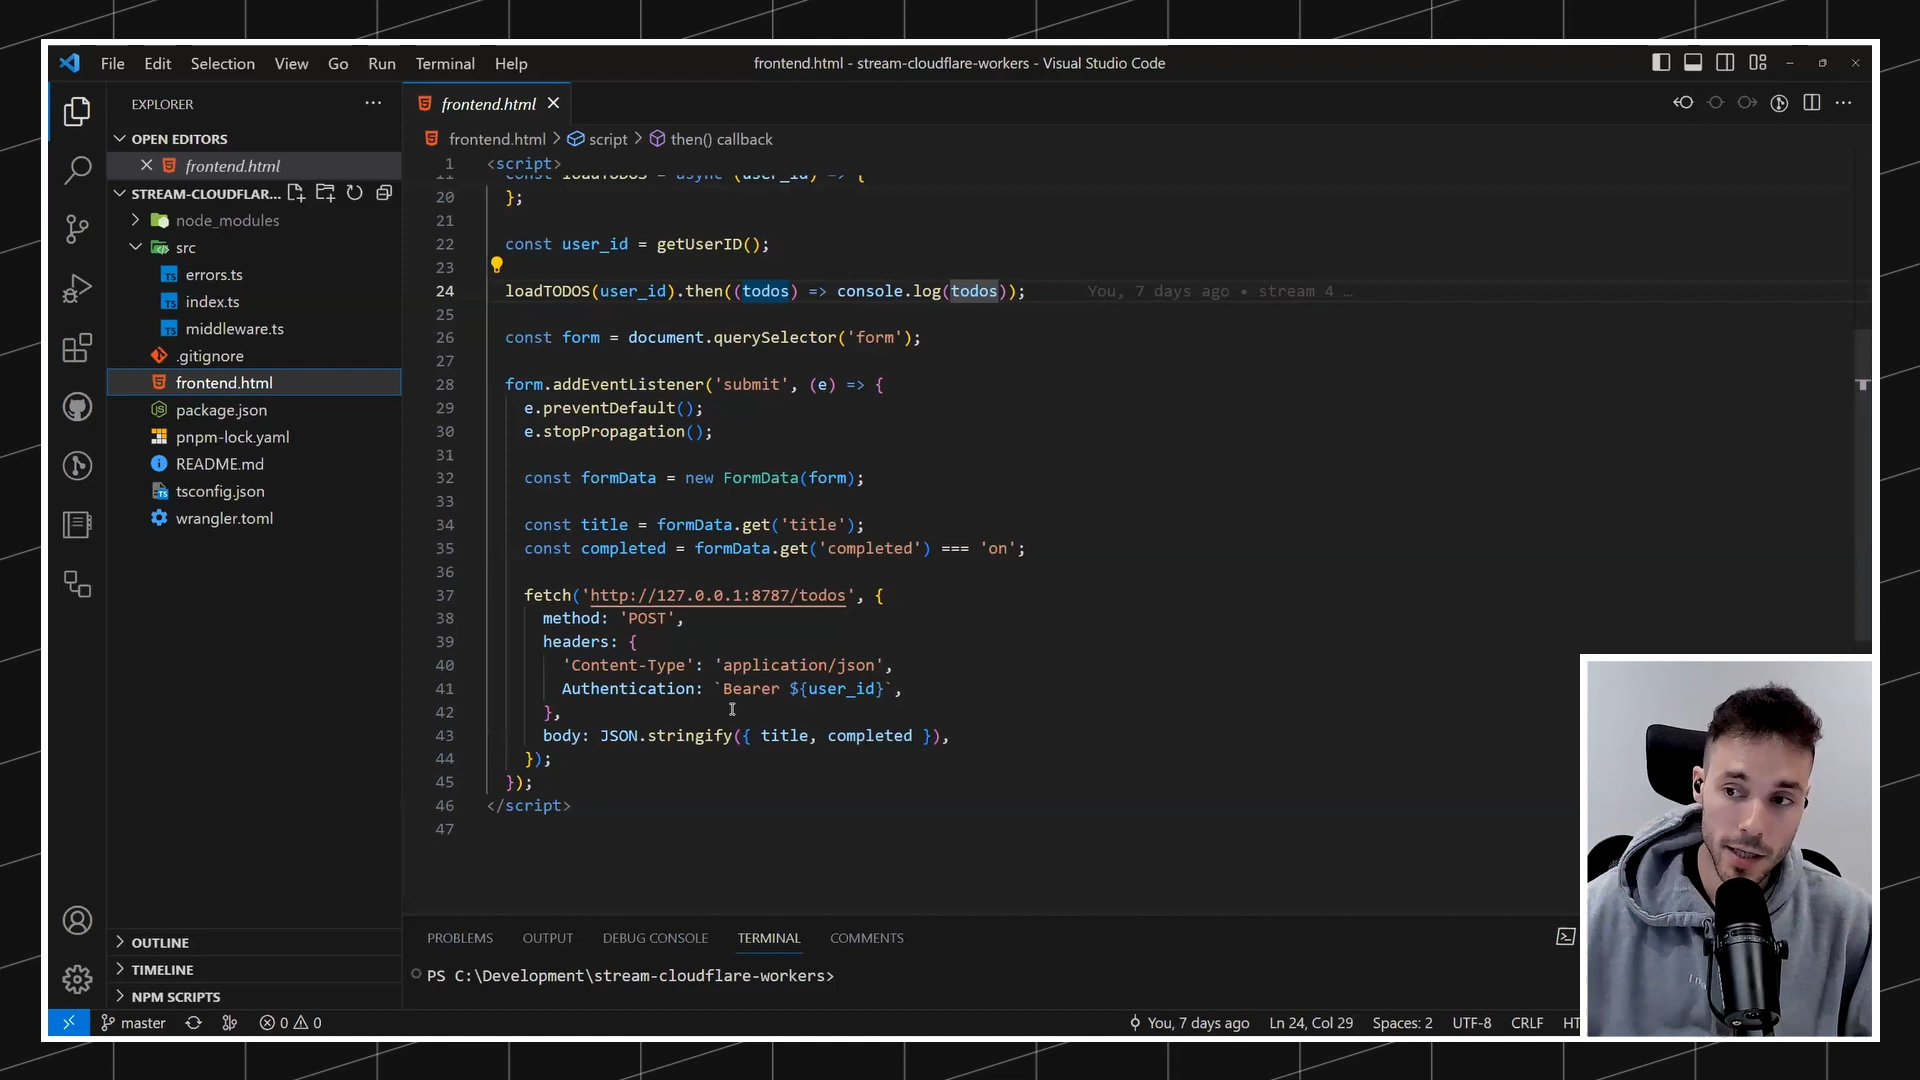 File Edit Selection View Go Run Terminal Help
frontend.html - stream-cloudflare-workers - Visual Studio Code
EXPLORER
OPEN EDITORS
frontend.html
STREAM-CLOUDFLAR...
node_modules
src
errors.ts
index.ts
middleware.ts
.gitignore
frontend.html
package.json
pnpm-lock.yaml
README.md
tsconfig.json
wrangler.toml
OUTLINE
TIMELINE
NPM SCRIPTS
frontend.html
frontend.html > script > then() callback
1 <script>
11 const loadTODOS = async (user_id) => {
20 };
21
22 const user_id = getUserID();
23
24 loadTODOS(user_id).then((todos) => console.log(todos)); You, 7 days ago • stream 4 …
25
26 const form = document.querySelector('form');
27
28 form.addEventListener('submit', (e) => {
29 e.preventDefault();
30 e.stopPropagation();
31
32 const formData = new FormData(form);
33
34 const title = formData.get('title');
35 const completed = formData.get('completed') === 'on';
36
37 fetch('http://127.0.0.1:8787/todos', {
38 method: 'POST',
39 headers: {
40 'Content-Type': 'application/json',
41 Authentication: `Bearer ${user_id}`,
42 },
43 body: JSON.stringify({ title, completed }),
44 });
45 });
46 </script>
47
PROBLEMS OUTPUT DEBUG CONSOLE TERMINAL COMMENTS
PS C:\Development\stream-cloudflare-workers>
master 0 0 You, 7 days ago Ln 24, Col 29 Spaces: 2 UTF-8 CRLF HT